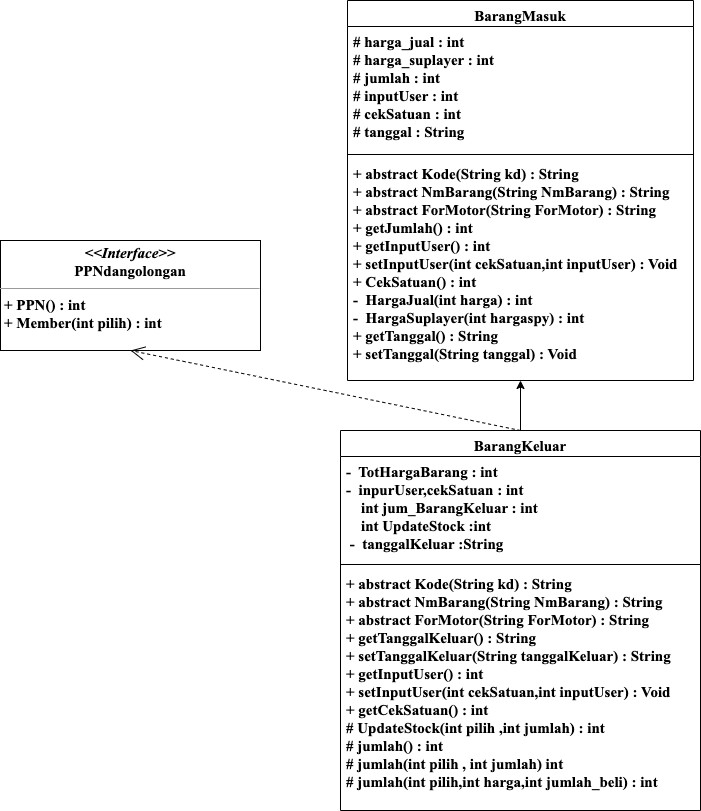 BarangMasuk
# harga_jual : int
# harga_suplayer : int
# jumlah : int
# inputUser : int
# cekSatuan : int
# tanggal : String
+ abstract Kode(String kd) : String
+ abstract NmBarang(String NmBarang) : String
+ abstract ForMotor(String ForMotor) : String
+ getJumlah() : int
+ getInputUser() : int
+ setInputUser(int cekSatuan,int inputUser) : Void
+ CekSatuan() : int
- HargaJual(int harga) : int
- HargaSuplayer(int hargaspy) : int
+ getTanggal() : String
+ setTanggal(String tanggal) : Void
<<Interface>>
PPNdangolongan
+ PPN() : int
+ Member(int pilih) : int
BarangKeluar
- TotHargaBarang : int
- inpurUser,cekSatuan : int
int jum_BarangKeluar : int
int UpdateStock :int
- tanggalKeluar :String
+ abstract Kode(String kd) : String
+ abstract NmBarang(String NmBarang) : String
+ abstract ForMotor(String ForMotor) : String
+ getTanggalKeluar() : String
+ setTanggalKeluar(String tanggalKeluar) : String
+ getInputUser() : int
+ setInputUser(int cekSatuan,int inputUser) : Void
+ getCekSatuan() : int
# UpdateStock(int pilih ,int jumlah) : int
# jumlah() : int
# jumlah(int pilih , int jumlah) int
# jumlah(int pilih,int harga,int jumlah_beli) : int